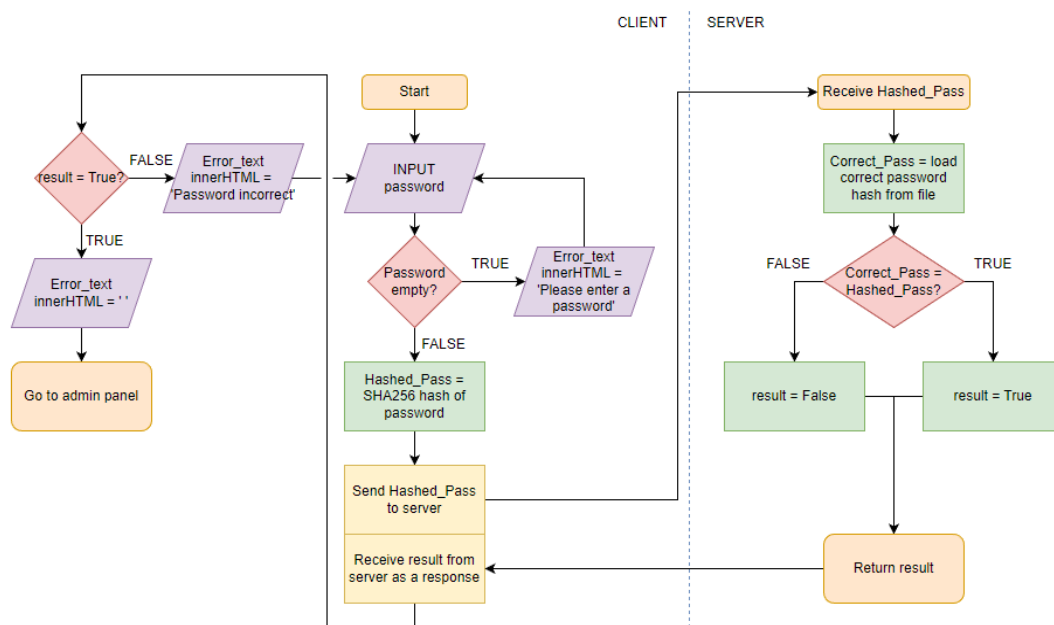 CLIENT
SERVER
Start
Receive Hashed_Pass
result = True?
FALSE
Error_text
innerHTML =
'Password incorrect'
INPUT
password
Correct_Pass = load
correct password
hash from file
TRUE
Error_text
innerHTML = ' '
Password
empty?
TRUE
Error_text
innerHTML =
'Please enter a
password'
FALSE
Correct_Pass =
Hashed_Pass?
TRUE
FALSE
Go to admin panel
Hashed_Pass =
SHA256 hash of
password
result = False
result = True
Send Hashed_Pass
to server
Receive result from
server as a response
Return result